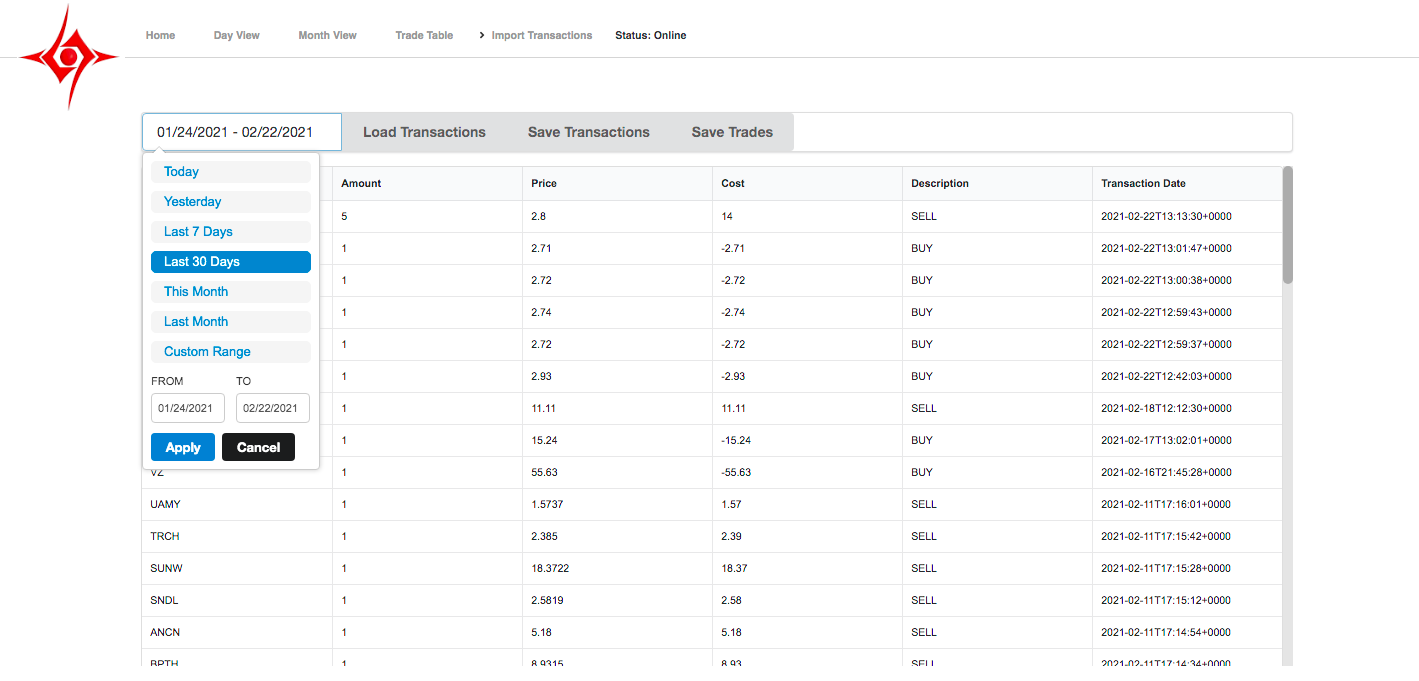 Home Day View Month View Trade Table > Import Transactions Status: Online
01/24/2021 - 02/22/2021 Load Transactions Save Transactions Save Trades
Today
Yesterday
Last 7 Days
Last 30 Days
This Month
Last Month
Custom Range
FROM TO
01/24/2021 02/22/2021
Apply Cancel
Amount Price Cost Description Transaction Date
5 2.8 14 SELL 2021-02-22T13:13:30+0000
1 2.71 -2.71 BUY 2021-02-22T13:01:47+0000
1 2.72 -2.72 BUY 2021-02-22T13:00:38+0000
1 2.74 -2.74 BUY 2021-02-22T12:59:43+0000
1 2.72 -2.72 BUY 2021-02-22T12:59:37+0000
1 2.93 -2.93 BUY 2021-02-22T12:42:03+0000
1 11.11 11.11 SELL 2021-02-18T12:12:30+0000
1 15.24 -15.24 BUY 2021-02-17T13:02:01+0000
VZ 1 55.63 -55.63 BUY 2021-02-16T21:45:28+0000
UAMY 1 1.5737 1.57 SELL 2021-02-11T17:16:01+0000
TRCH 1 2.385 2.39 SELL 2021-02-11T17:15:42+0000
SUNW 1 18.3722 18.37 SELL 2021-02-11T17:15:28+0000
SNDL 1 2.5819 2.58 SELL 2021-02-11T17:15:12+0000
ANCN 1 5.18 5.18 SELL 2021-02-11T17:14:54+0000
BPTH 1 8.9315 8.93 SELL 2021-02-11T17:14:34+0000